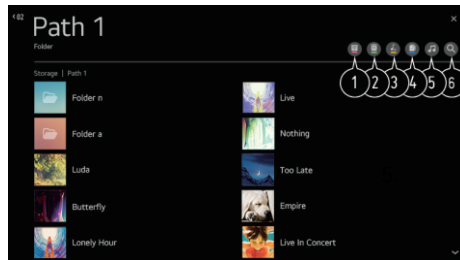 02
Path 1
Folder
1 2 3 4 5 6
Storage | Path 1
Folder n
Live
Folder a
Nothing
Luda
Too Late
Butterfly
Empire
Lonely Hour
Live In Concert